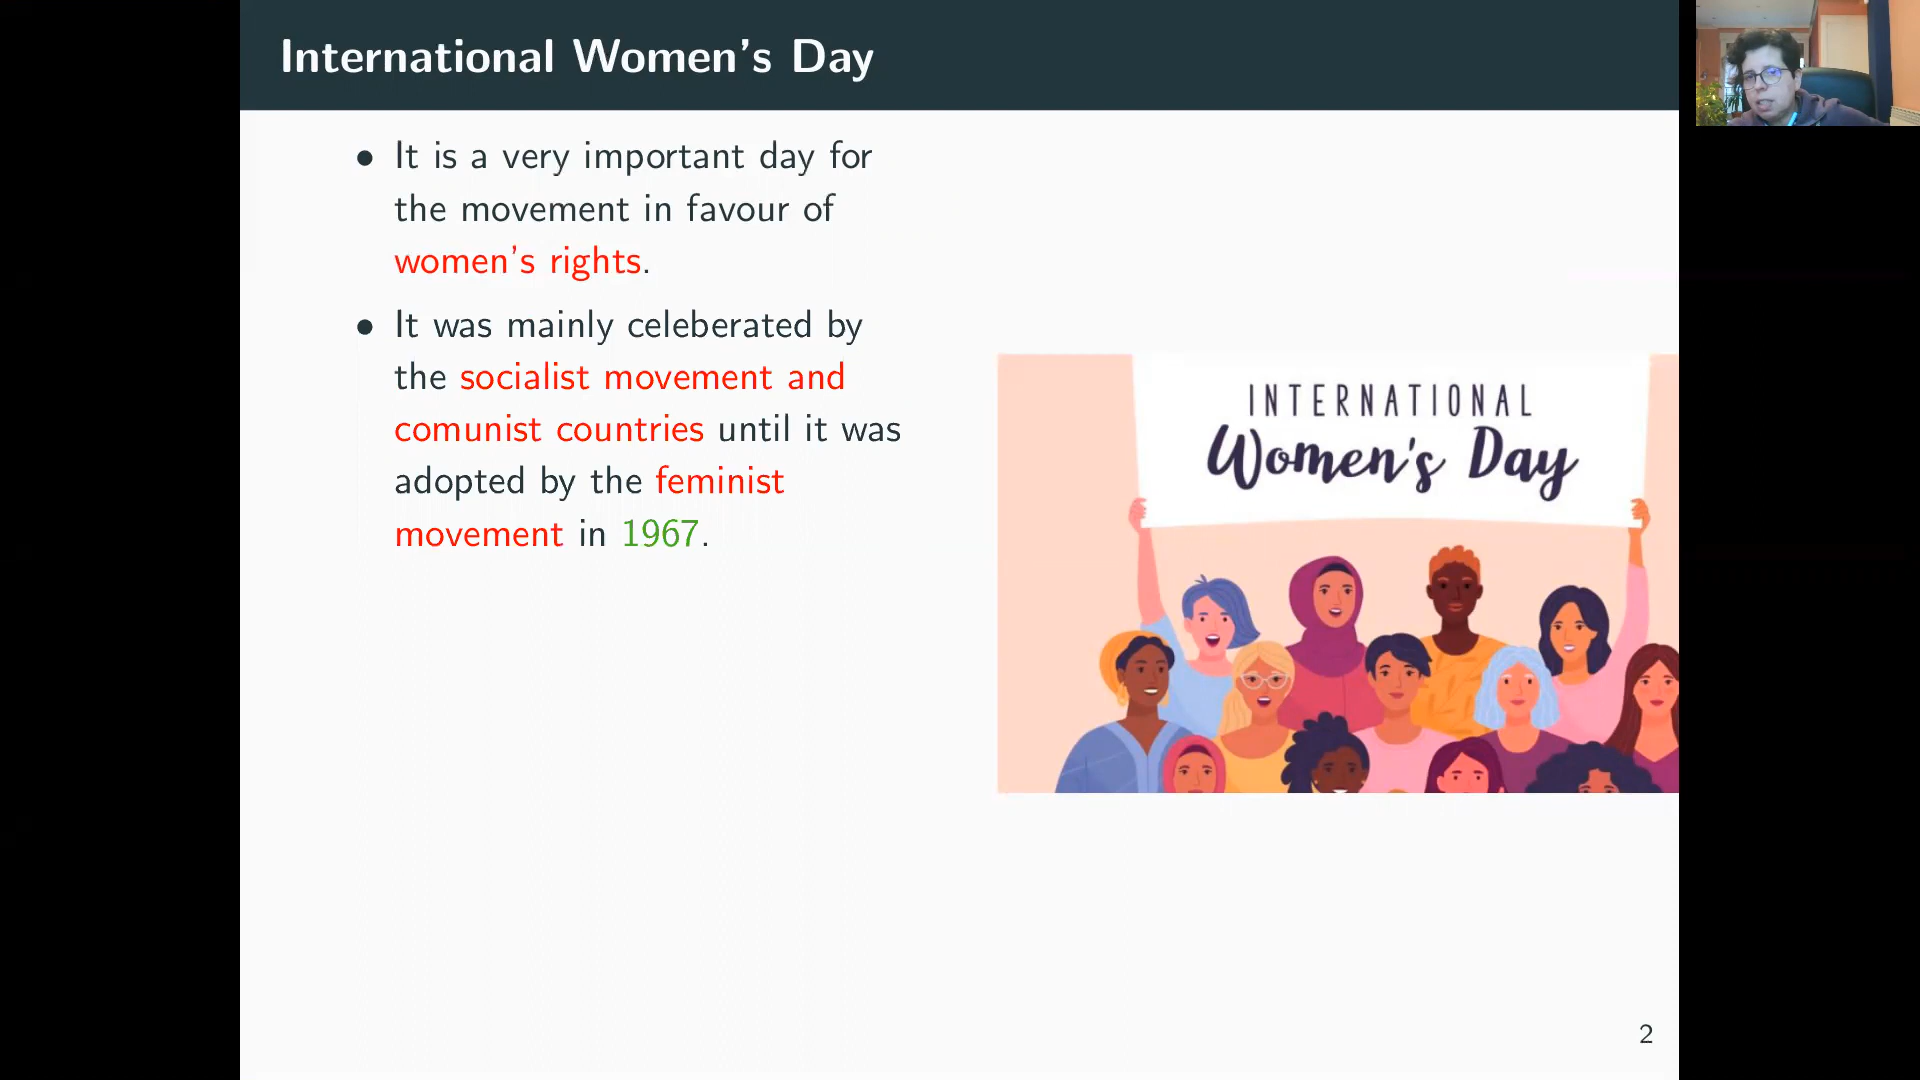 International Women's Day
• It is a very important day for
the movement in favour of
women's rights.
• It was mainly celeberated by
the socialist movement and
comunist countries until it was
adopted by the feminist
movement in 1967.
INTERNATIONAL
Women's Day
2